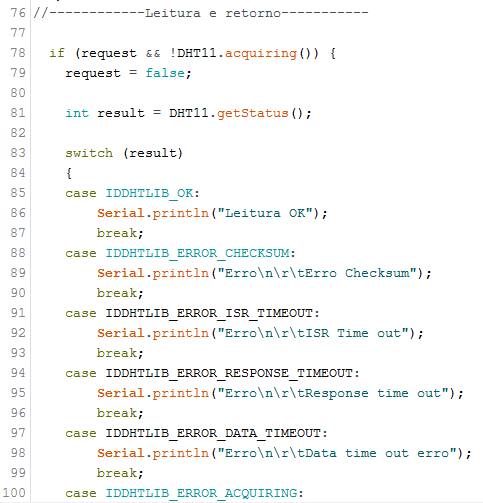 76 //------------Leitura e retorno-----------
77
78 if (request && !DHT11.acquiring()) {
79 request = false;
80
81 int result = DHT11.getStatus();
82
83 switch (result)
84 {
85 case IDDHTLIB_OK:
86 Serial.println("Leitura OK");
87 break;
88 case IDDHTLIB_ERROR_CHECKSUM:
89 Serial.println("Erro\n\r\tErro Checksum");
90 break;
91 case IDDHTLIB_ERROR_ISR_TIMEOUT:
92 Serial.println("Erro\n\r\tISR Time out");
93 break;
94 case IDDHTLIB_ERROR_RESPONSE_TIMEOUT:
95 Serial.println("Erro\n\r\tResponse time out");
96 break;
97 case IDDHTLIB_ERROR_DATA_TIMEOUT:
98 Serial.println("Erro\n\r\tData time out erro");
99 break;
100 case IDDHTLIB_ERROR_ACQUIRING: